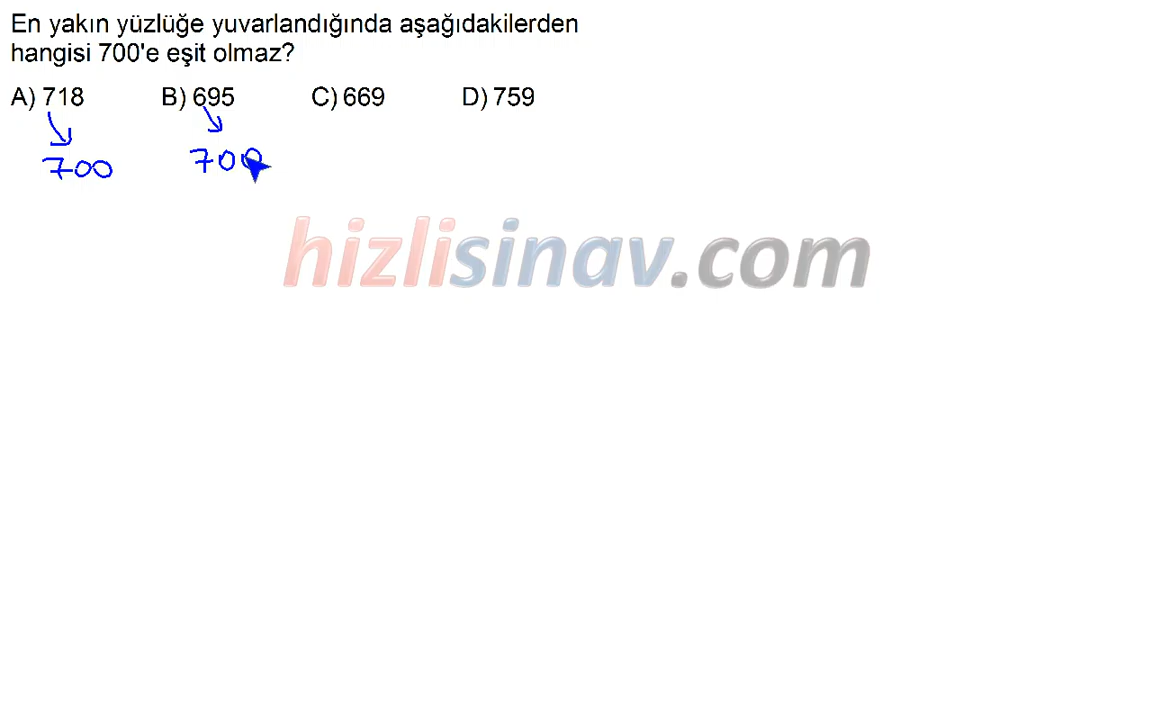 En yakın yüzlüğe yuvarlandığında aşağıdakilerden
hangisi 700'e eşit olmaz?
A) 718 B) 695 C) 669 D) 759
700 700
hizlisinav.com